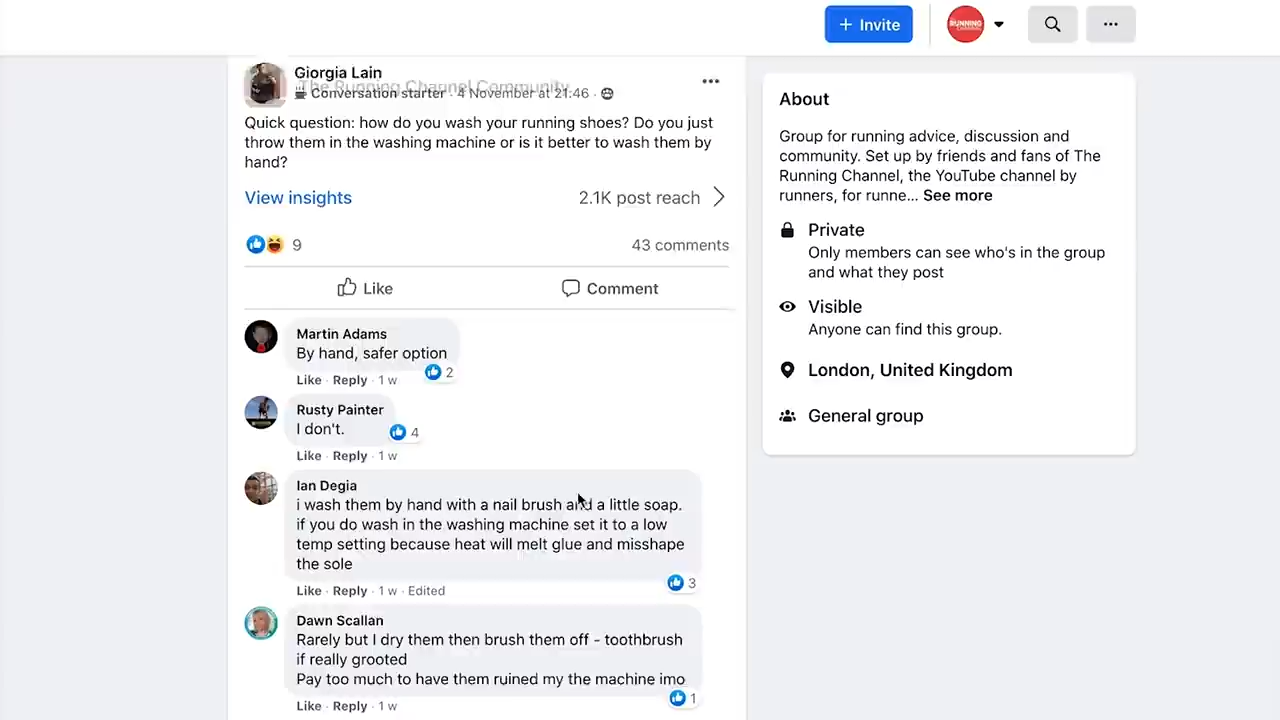 + Invite
RUNNING
CHANNEL
Giorgia Lain
The Running Channel Community
Conversation starter · 4 November at 21:46 ·
Quick question: how do you wash your running shoes? Do you just
throw them in the washing machine or is it better to wash them by
hand?
View insights
2.1K post reach
9
43 comments
Like
Comment
Martin Adams
By hand, safer option
2
Like · Reply · 1 w
Rusty Painter
I don't.
4
Like · Reply · 1 w
Ian Degia
i wash them by hand with a nail brush and a little soap.
if you do wash in the washing machine set it to a low
temp setting because heat will melt glue and misshape
the sole
3
Like · Reply · 1 w · Edited
Dawn Scallan
Rarely but I dry them then brush them off - toothbrush
if really grooted
Pay too much to have them ruined my the machine imo
1
Like · Reply · 1 w
About
Group for running advice, discussion and
community. Set up by friends and fans of The
Running Channel, the YouTube channel by
runners, for runne... See more
Private
Only members can see who's in the group
and what they post
Visible
Anyone can find this group.
London, United Kingdom
General group